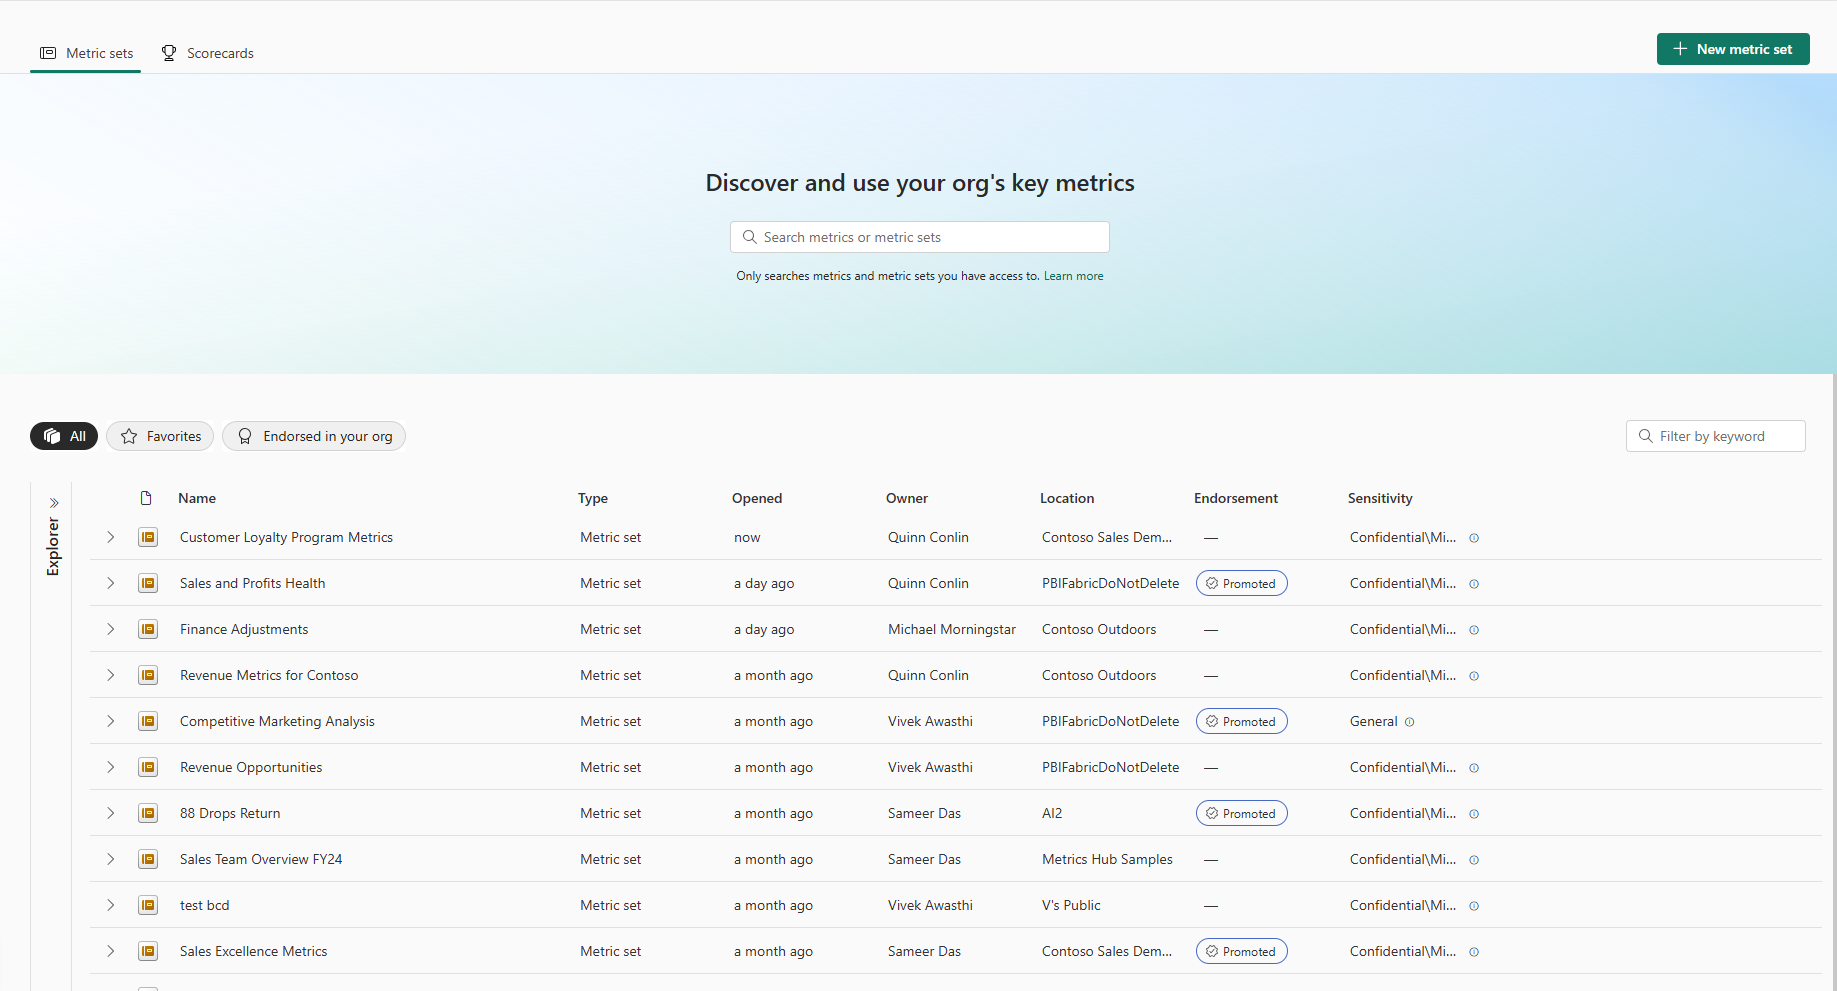 Metric sets Scorecards
New metric set
Discover and use your org's key metrics
Search metrics or metric sets
Only searches metrics and metric sets you have access to. Learn more
All Favorites Endorsed in your org
Filter by keyword
Explorer
Name Type Opened Owner Location Endorsement Sensitivity
Customer Loyalty Program Metrics Metric set now Quinn Conlin Contoso Sales Dem... — Confidential\Mi...
Sales and Profits Health Metric set a day ago Quinn Conlin PBIFabricDoNotDelete Promoted Confidential\Mi...
Finance Adjustments Metric set a day ago Michael Morningstar Contoso Outdoors — Confidential\Mi...
Revenue Metrics for Contoso Metric set a month ago Quinn Conlin Contoso Outdoors — Confidential\Mi...
Competitive Marketing Analysis Metric set a month ago Vivek Awasthi PBIFabricDoNotDelete Promoted General
Revenue Opportunities Metric set a month ago Vivek Awasthi PBIFabricDoNotDelete — Confidential\Mi...
88 Drops Return Metric set a month ago Sameer Das AI2 Promoted Confidential\Mi...
Sales Team Overview FY24 Metric set a month ago Sameer Das Metrics Hub Samples — Confidential\Mi...
test bcd Metric set a month ago Vivek Awasthi V's Public — Confidential\Mi...
Sales Excellence Metrics Metric set a month ago Sameer Das Contoso Sales Dem... Promoted Confidential\Mi...